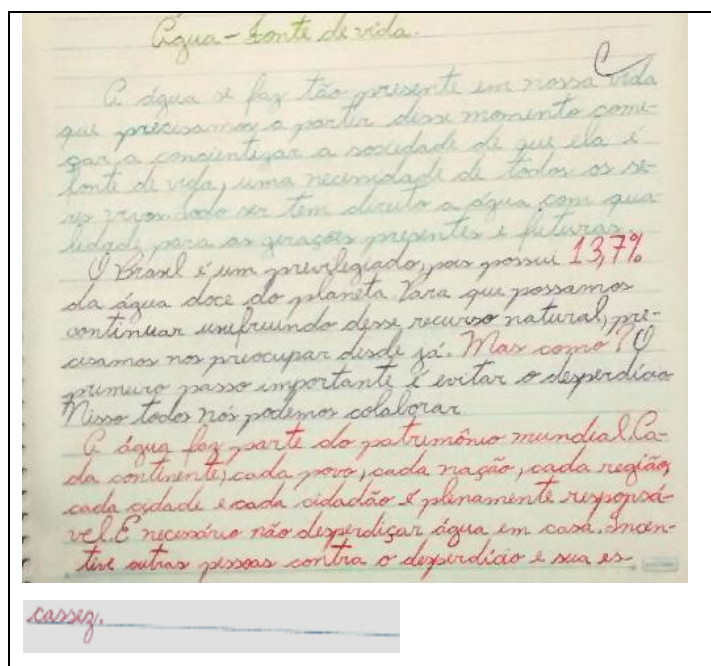 Água - fonte de vida.
A água se faz tão presente em nossa vida
que precisamos a partir desse momento come-
çar a concientizar a sociedade de que ela é
fonte de vida, uma necessidade de todos os se-
res vivos. Todo ser tem direito a água com qua-
lidade para as gerações presentes e futuras.
O Brasil é um previlegiado, pois possui 13,7%
da água doce do planeta. Para que possamos
continuar usufruindo desse recurso natural, pre-
cisamos nos preocupar desde já. Mas como? O
primeiro passo importante é evitar o desperdício
Nisso todos nós podemos colaborar.
A água faz parte do patrimônio mundial. Ca-
da continente, cada povo, cada nação, cada região,
cada cidade e cada cidadão é plenamente responsá-
vel. É necessário não desperdiçar água em casa. Incen-
tive outras pessoas contra o desperdício e sua es-
cassez.